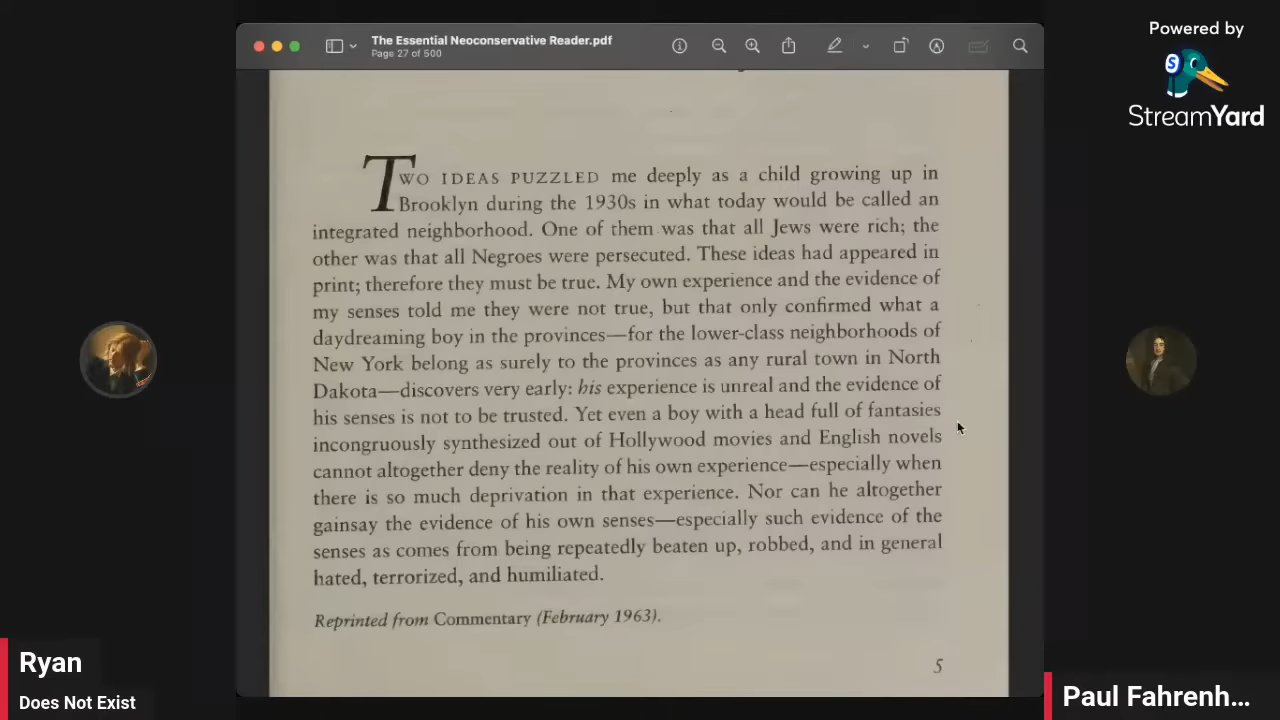 The Essential Neoconservative Reader.pdf
Page 27 of 500
Powered by
S
StreamYard
TWO IDEAS PUZZLED me deeply as a child growing up in
Brooklyn during the 1930s in what today would be called an
integrated neighborhood. One of them was that all Jews were rich; the
other was that all Negroes were persecuted. These ideas had appeared in
print; therefore they must be true. My own experience and the evidence of
my senses told me they were not true, but that only confirmed what a
daydreaming boy in the provinces—for the lower-class neighborhoods of
New York belong as surely to the provinces as any rural town in North
Dakota—discovers very early: his experience is unreal and the evidence of
his senses is not to be trusted. Yet even a boy with a head full of fantasies
incongruously synthesized out of Hollywood movies and English novels
cannot altogether deny the reality of his own experience—especially when
there is so much deprivation in that experience. Nor can he altogether
gainsay the evidence of his own senses—especially such evidence of the
senses as comes from being repeatedly beaten up, robbed, and in general
hated, terrorized, and humiliated.
Reprinted from Commentary (February 1963).
5
Ryan
Does Not Exist
Paul Fahrenh...